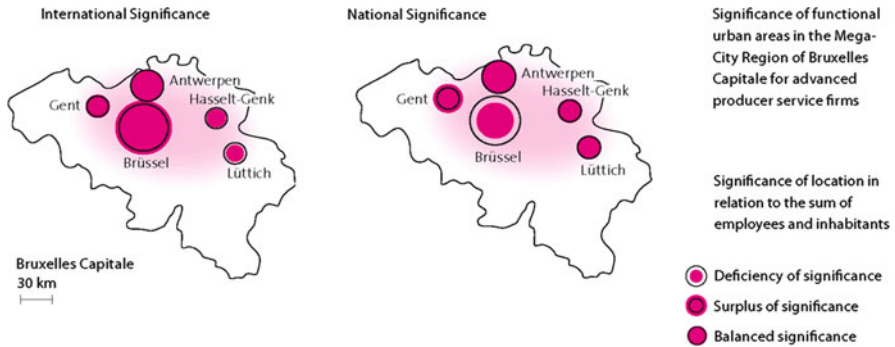 International Significance
Antwerpen
Hasselt-Genk
Gent
Brüssel
Lüttich
Bruxelles Capitale
30 km
National Significance
Antwerpen
Hasselt-Genk
Gent
Brüssel
Lüttich
Significance of functional
urban areas in the Mega-
City Region of Bruxelles
Capitale for advanced
producer service firms
Significance of location in
relation to the sum of
employees and inhabitants
Deficiency of significance
Surplus of significance
Balanced significance